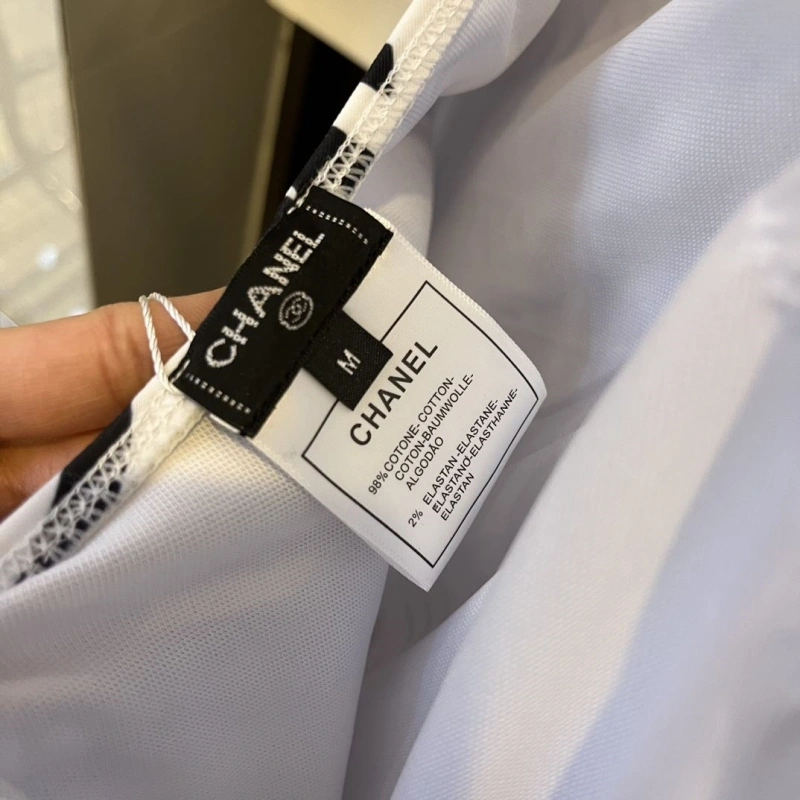 CHANEL
M
CHANEL
98% COTONE-COTTON-
COTON-BAUMWOLLE-
ALGODÃO
2% ELASTAN-ELASTANE-
ELASTANO-ELASTHANNE-
ELASTAN